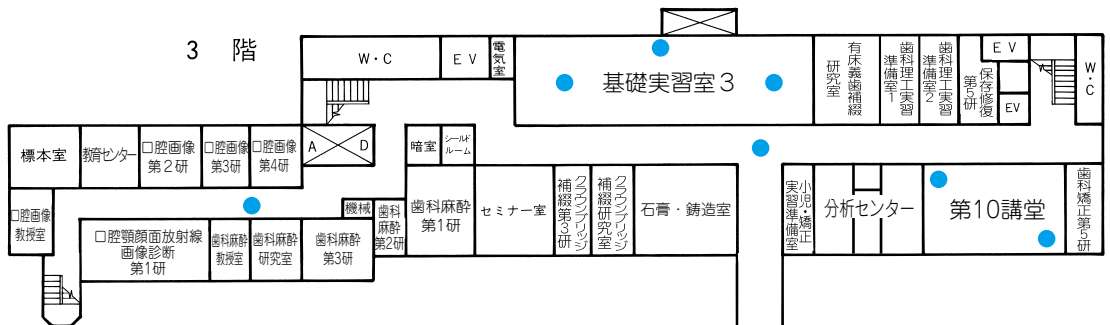 3 階
W・C
EV
電気室
基礎実習室3
有床義歯補綴
研究室
歯科理工実習
準備室1
歯科理工実習
準備室2
保存修復
第5研
EV
EV
W・C
標本室
教育センター
口腔画像
第2研
口腔画像
第3研
口腔画像
第4研
A D
暗室
シールド
ルーム
口腔画像
教授室
口腔顎顔面放射線
画像診断
第1研
歯科麻酔
教授室
歯科麻酔
研究室
機械
歯科麻酔
第3研
歯科
麻酔
第2研
歯科麻酔
第1研
セミナー室
クラウンブリッジ
補綴第3研
クラウンブリッジ
補綴研究室
石膏・鋳造室
小児・矯正
実習準備室
分析センター
第10講堂
歯科矯正第5研